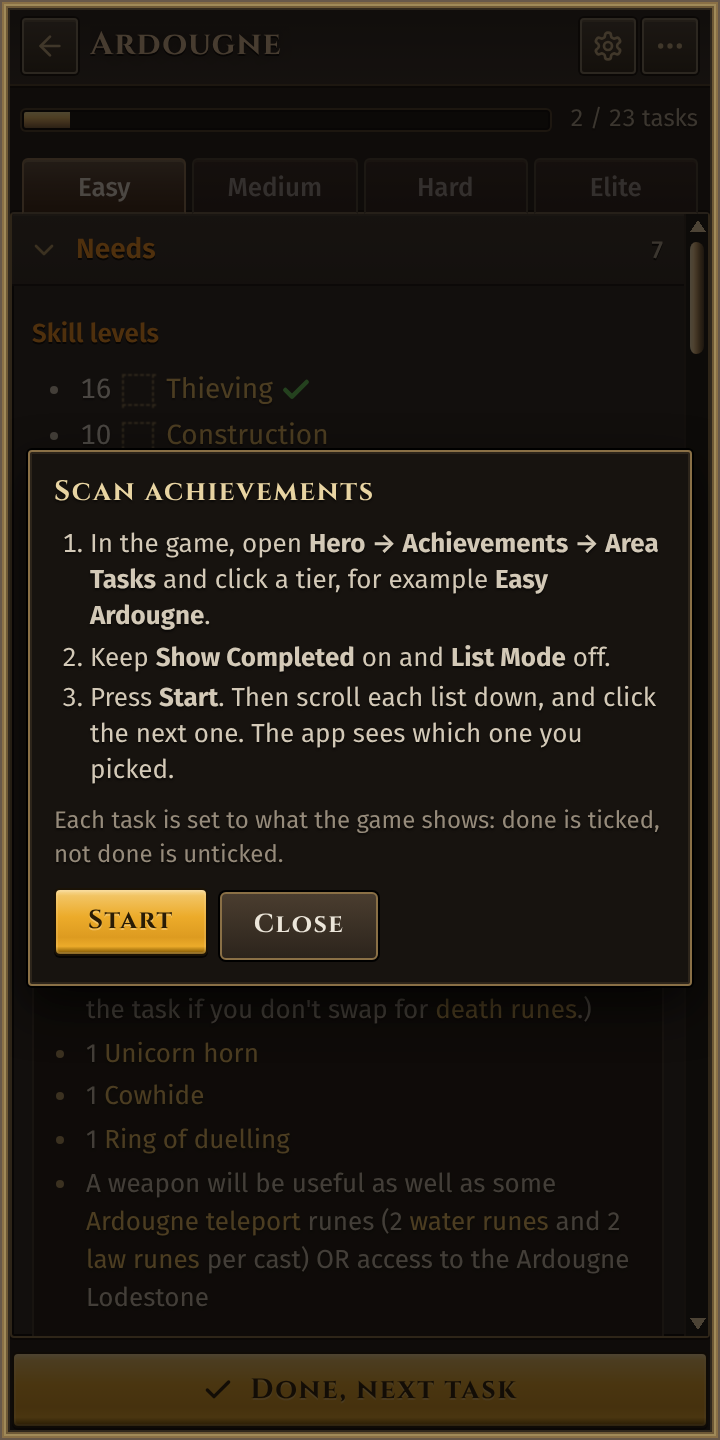 Ardougne
2 / 23 tasks
Easy
Medium
Hard
Elite
Needs
7
Skill levels
• 16 Thieving
• 10 Construction
Scan achievements
1. In the game, open Hero → Achievements → Area
Tasks and click a tier, for example Easy
Ardougne.
2. Keep Show Completed on and List Mode off.
3. Press Start. Then scroll each list down, and click
the next one. The app sees which one you
picked.
Each task is set to what the game shows: done is ticked,
not done is unticked.
Start
Close
the task if you don't swap for death runes.)
• 1 Unicorn horn
• 1 Cowhide
• 1 Ring of duelling
• A weapon will be useful as well as some
Ardougne teleport runes (2 water runes and 2
law runes per cast) OR access to the Ardougne
Lodestone
Done, next task